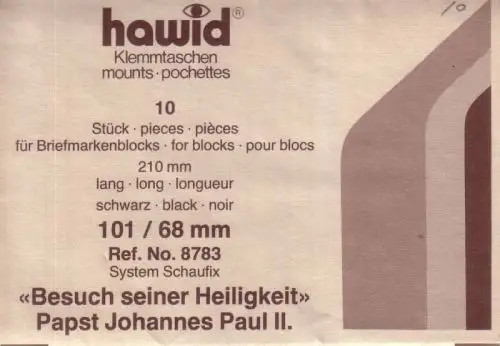 hawid®
Klemmtaschen
mounts · pochettes
10
10
Stück · pieces · pièces
für Briefmarkenblocks · for blocks · pour blocs
210 mm
lang · long · longueur
schwarz · black · noir
101 / 68 mm
Ref. No. 8783
System Schaufix
«Besuch seiner Heiligkeit»
Papst Johannes Paul II.